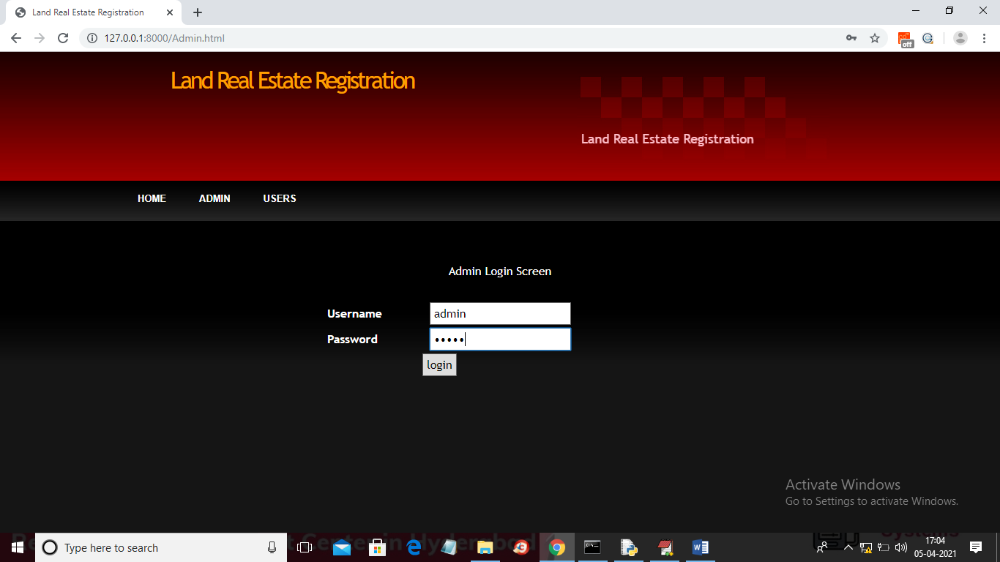 Land Real Estate Registration
127.0.0.1:8000/Admin.html
off
Land Real Estate Registration
Land Real Estate Registration
HOME ADMIN USERS
Admin Login Screen
Username admin
Password •••••
login
Activate Windows
Go to Settings to activate Windows.
Type here to search
17:04
05-04-2021